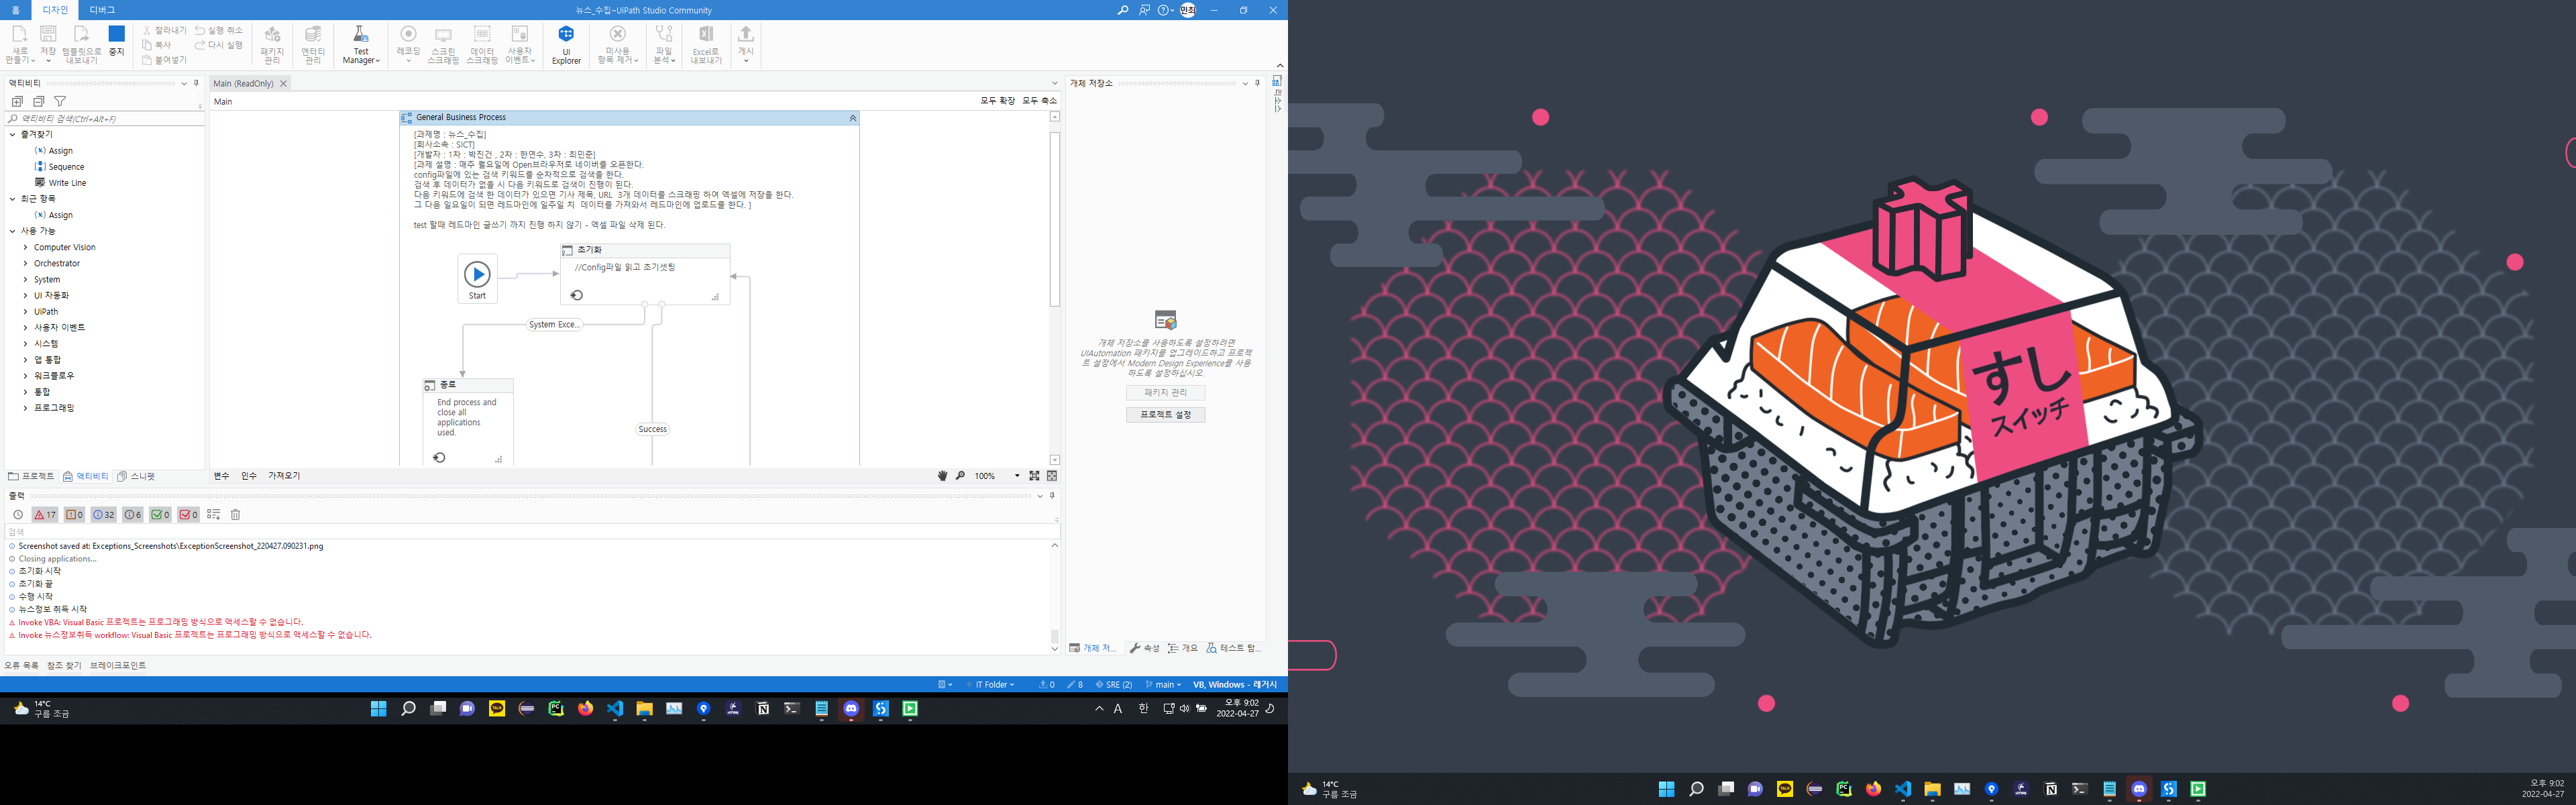 홈 디자인 디버그
뉴스_수집~UiPath Studio Community
민최
새로 만들기
저장
템플릿으로 내보내기
중지
잘라내기
복사
붙여넣기
실행 취소
다시 실행
패키지 관리
엔터티 관리
Test Manager
레코딩
스크린 스크래핑
데이터 스크래핑
사용자 이벤트
UI Explorer
미사용 항목 제거
파일 분석
Excel로 내보내기
게시
액티비티
액티비티 검색(Ctrl+Alt+F)
즐겨찾기
Assign
Sequence
Write Line
최근 항목
Assign
사용 가능
Computer Vision
Orchestrator
System
UI 자동화
UiPath
사용자 이벤트
시스템
앱 통합
워크플로우
통합
프로그래밍
프로젝트 액티비티 스니펫
Main (ReadOnly)
Main
모두 확장 모두 축소
General Business Process
[과제명 : 뉴스_수집]
[회사소속 : SICT]
[개발자 : 1차 : 박진건 , 2차 : 한연수, 3차 : 최민준]
[과제 설명 : 매주 월요일에 Open브라우저로 네이버를 오픈한다.
config파일에 있는 검색 키워드를 순차적으로 검색을 한다.
검색 후 데이터가 없을 시 다음 키워드로 검색이 진행이 된다.
다음 키워드에 검색 한 데이터가 있으면 기사 제목, URL 3개 데이터를 스크래핑 하여 엑셀에 저장을 한다.
그 다음 일요일이 되면 레드마인에 일주일 치 데이터를 가져와서 레드마인에 업로드를 한다. ]
test 할때 레드마인 글쓰기 까지 진행 하지 않기 - 엑셀 파일 삭제 된다.
Start
초기화
//Config파일 읽고 초기셋팅
System Exce...
종료
End process and
close all
applications
used.
Success
변수 인수 가져오기
100%
개체 저장소
리소스
개체 저장소를 사용하도록 설정하려면
UIAutomation 패키지를 업그레이드하고 프로젝
트 설정에서 Modern Design Experience를 사용
하도록 설정하십시오.
패키지 관리
프로젝트 설정
개체 저... 속성 개요 테스트 탐...
출력
17 0 32 6 0 0
검색
Screenshot saved at: Exceptions_Screenshots\ExceptionScreenshot_220427.090231.png
Closing applications...
초기화 시작
초기화 끝
수행 시작
뉴스정보 취득 시작
Invoke VBA: Visual Basic 프로젝트는 프로그래밍 방식으로 액세스할 수 없습니다.
Invoke 뉴스정보취득 workflow: Visual Basic 프로젝트는 프로그래밍 방식으로 액세스할 수 없습니다.
오류 목록 참조 찾기 브레이크포인트
IT Folder 0 8 SRE (2) main VB, Windows - 레거시
14°C
구름 조금
A 한
오후 9:02
2022-04-27
すし
スイッチ
14°C
구름 조금
오후 9:02
2022-04-27